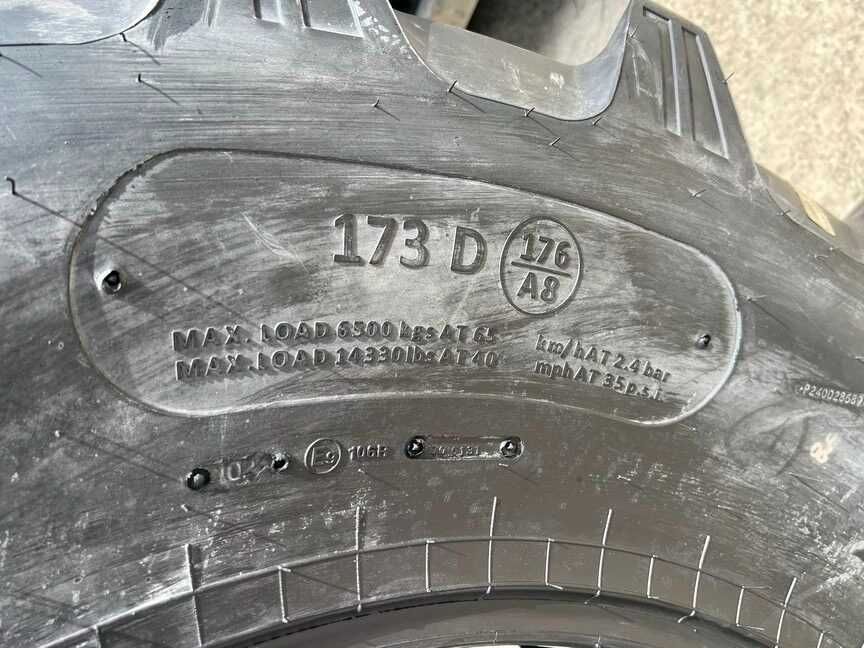 173 D 176
A8
MAX. LOAD 6500 kgs AT 65 km/h AT 2.4 bar
MAX. LOAD 14330 lbs AT 40 mph AT 35 p.s.i.
E9 106R